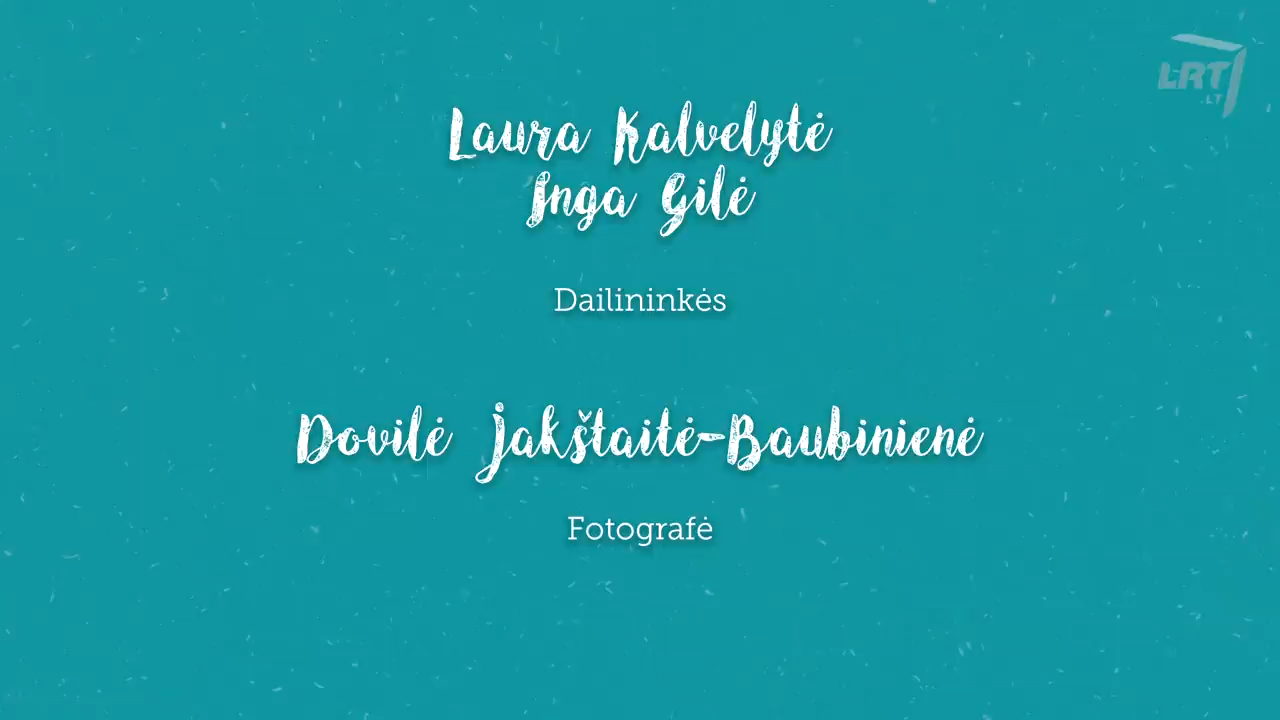 LRT
.LT
Laura Kalvelytė
Inga Gilė
Dailininkės
Dovilė Jakštaitė-Baubinienė
Fotografė